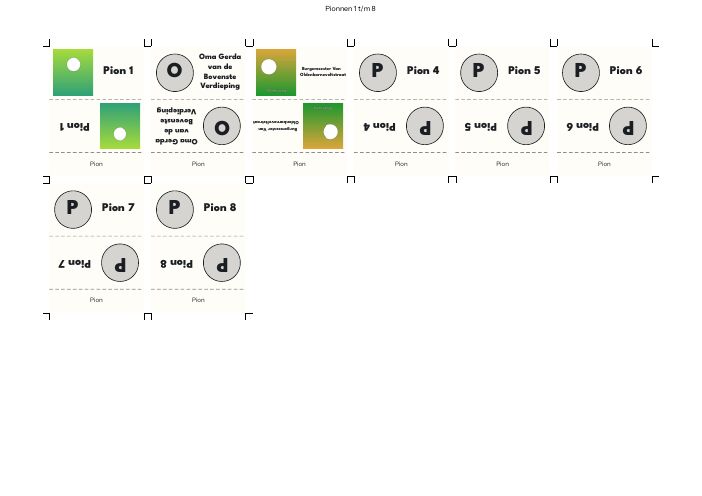 Pionnen 1 t/m 8
Pion 1
O
Oma Gerda
van de
Bovenste
Verdieping
Burgemeester Van
Oldenbarneveltstraat
P
Pion 4
P
Pion 5
P
Pion 6
Pion 1
Oma Gerda
van de
Bovenste
Verdieping
O
Burgemeester Van
Oldenbarneveltstraat
Pion 4
P
Pion 5
P
Pion 6
P
Pion
Pion
Pion
Pion
Pion
Pion
P
Pion 7
P
Pion 8
Pion 7
P
Pion 8
P
Pion
Pion